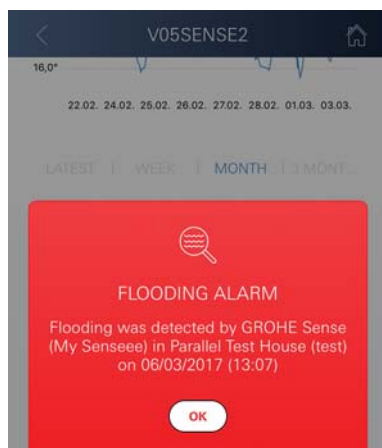 V05SENSE2
16,0°
22.02. 24.02. 25.02. 26.02. 27.02. 28.02. 01.03. 03.03.
LATEST | WEEK | MONTH | 3 MONT...
FLOODING ALARM
Flooding was detected by GROHE Sense
(My Senseee) in Parallel Test House (test)
on 06/03/2017 (13:07)
OK